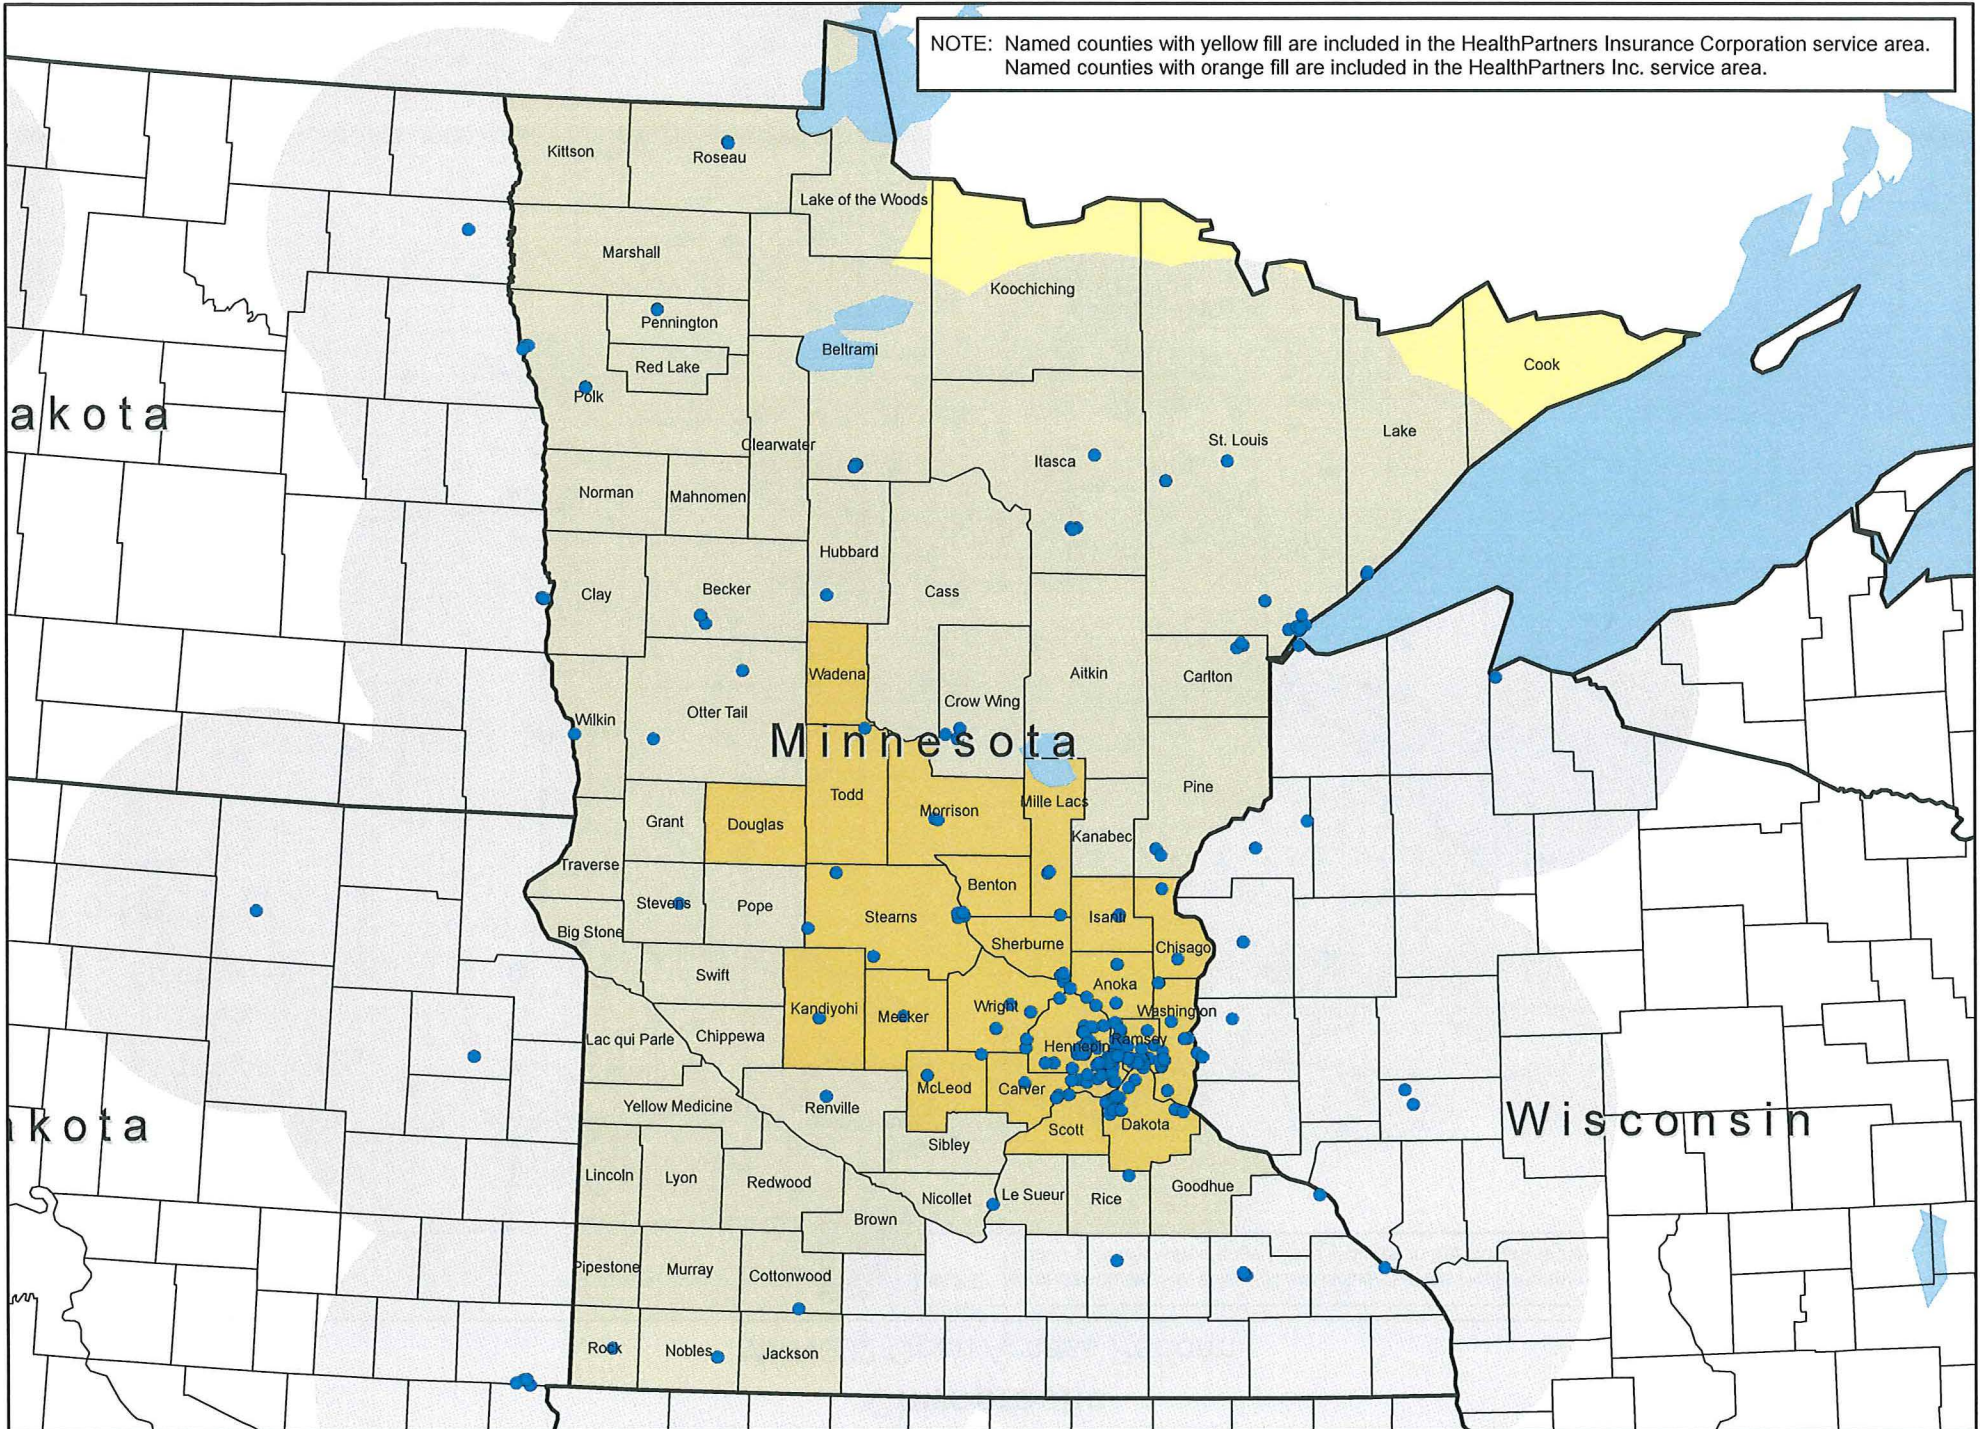 NOTE: Named counties with yellow fill are included in the HealthPartners Insurance Corporation service area.
Named counties with orange fill are included in the HealthPartners Inc. service area.
Kittson
Roseau
Lake of the Woods
Marshall
Koochiching
Pennington
Beltrami
Red Lake
Cook
Polk
akota
Clearwater
Lake
St. Louis
Itasca
Norman
Mahnomen
Hubbard
Clay
Becker
Cass
Wadena
Aitkin
Carlton
Crow Wing
Otter Tail
Wilkin
Minnesota
Pine
Todd
Mille Lacs
Morrison
Grant
Douglas
Kanabec
Traverse
Benton
Stevens
Pope
Stearns
Isanti
Big Stone
Sherburne
Chisago
Swift
Anoka
Kandiyohi
Wright
Washington
Meeker
Chippewa
Lac qui Parle
Ramsey
Hennepin
McLeod
Carver
Yellow Medicine
Renville
Wisconsin
kota
Dakota
Scott
Sibley
Lincoln
Lyon
Redwood
Goodhue
Le Sueur
Rice
Nicollet
Brown
Pipestone
Murray
Cottonwood
Rock
Nobles
Jackson